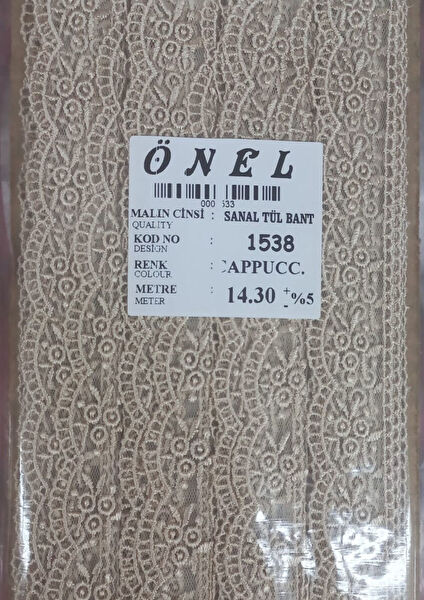 ÖNEL
MALIN CİNSİ : SANAL TÜL BANT
QUALITY
KOD NO : 1538
DESIGN
RENK : CAPPUCC.
COLOUR
METRE : 14.30 + - %5
METER